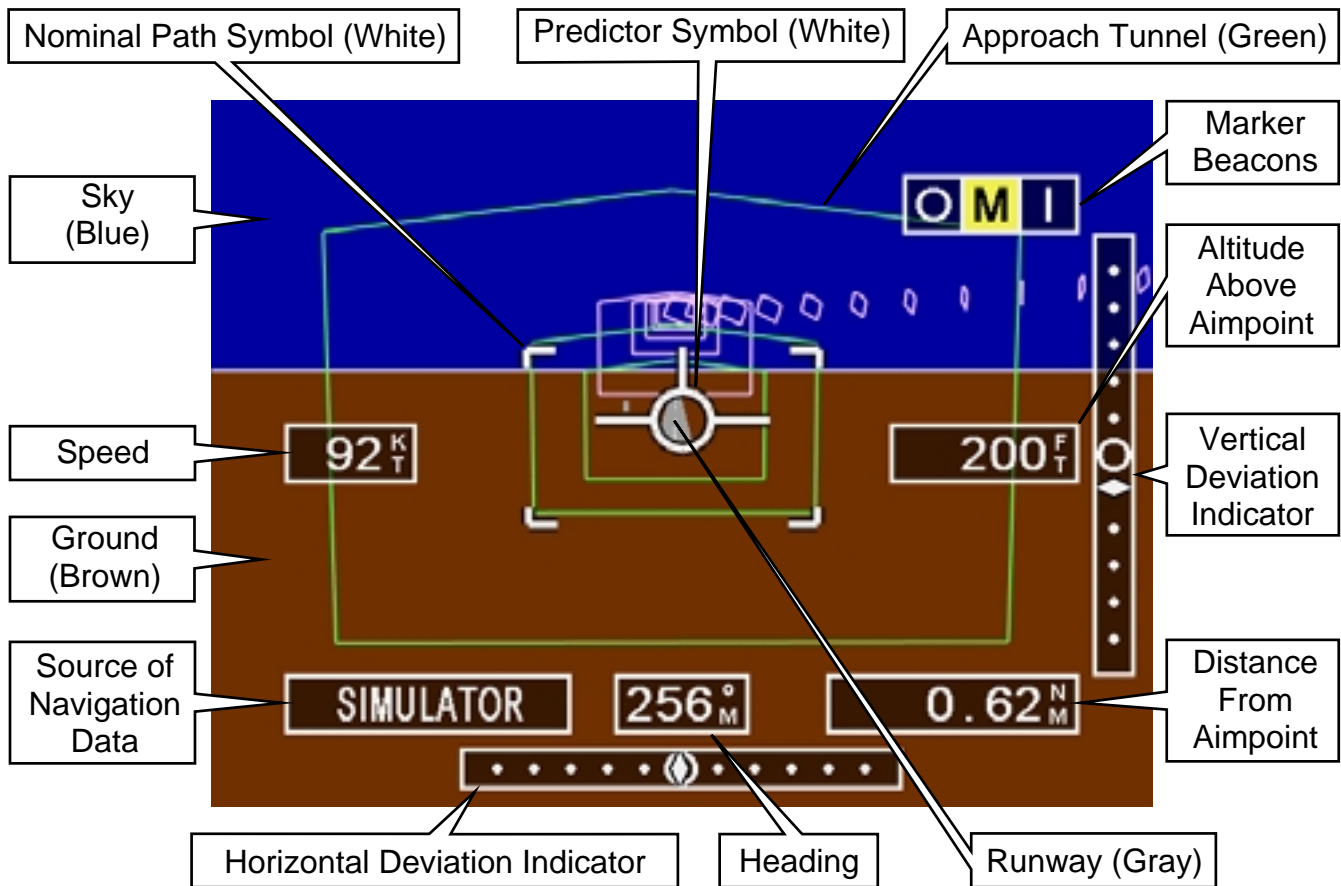 Nominal Path Symbol (White)
Predictor Symbol (White)
Approach Tunnel (Green)
Marker
Beacons
Sky
(Blue)
O M I
Altitude
Above
Aimpoint
Speed
92 KT
200 FT
Vertical
Deviation
Indicator
Ground
(Brown)
Source of
Navigation
Data
SIMULATOR
256 °M
0.62 NM
Distance
From
Aimpoint
Horizontal Deviation Indicator
Heading
Runway (Gray)